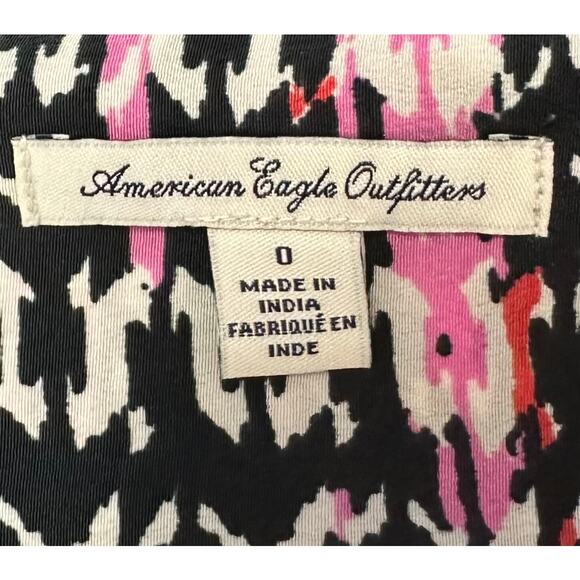 American Eagle Outfitters
0
MADE IN
INDIA
FABRIQUÉ EN
INDE